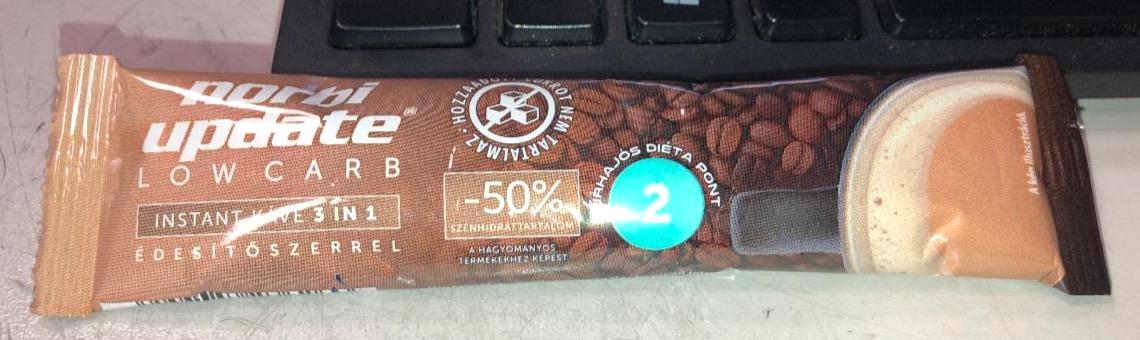 norbi
update®
LOW CARB
INSTANT KÁVÉ 3 IN 1
ÉDESÍTŐSZERREL
HOZZÁADOTT CUKROT NEM TARTALMAZ
-50%
SZÉNHIDRÁTTARTALOM
A HAGYOMÁNYOS
TERMÉKEKHEZ KÉPEST
ŰRHAJÓS DIÉTA PONT
2
A kép illusztráció.